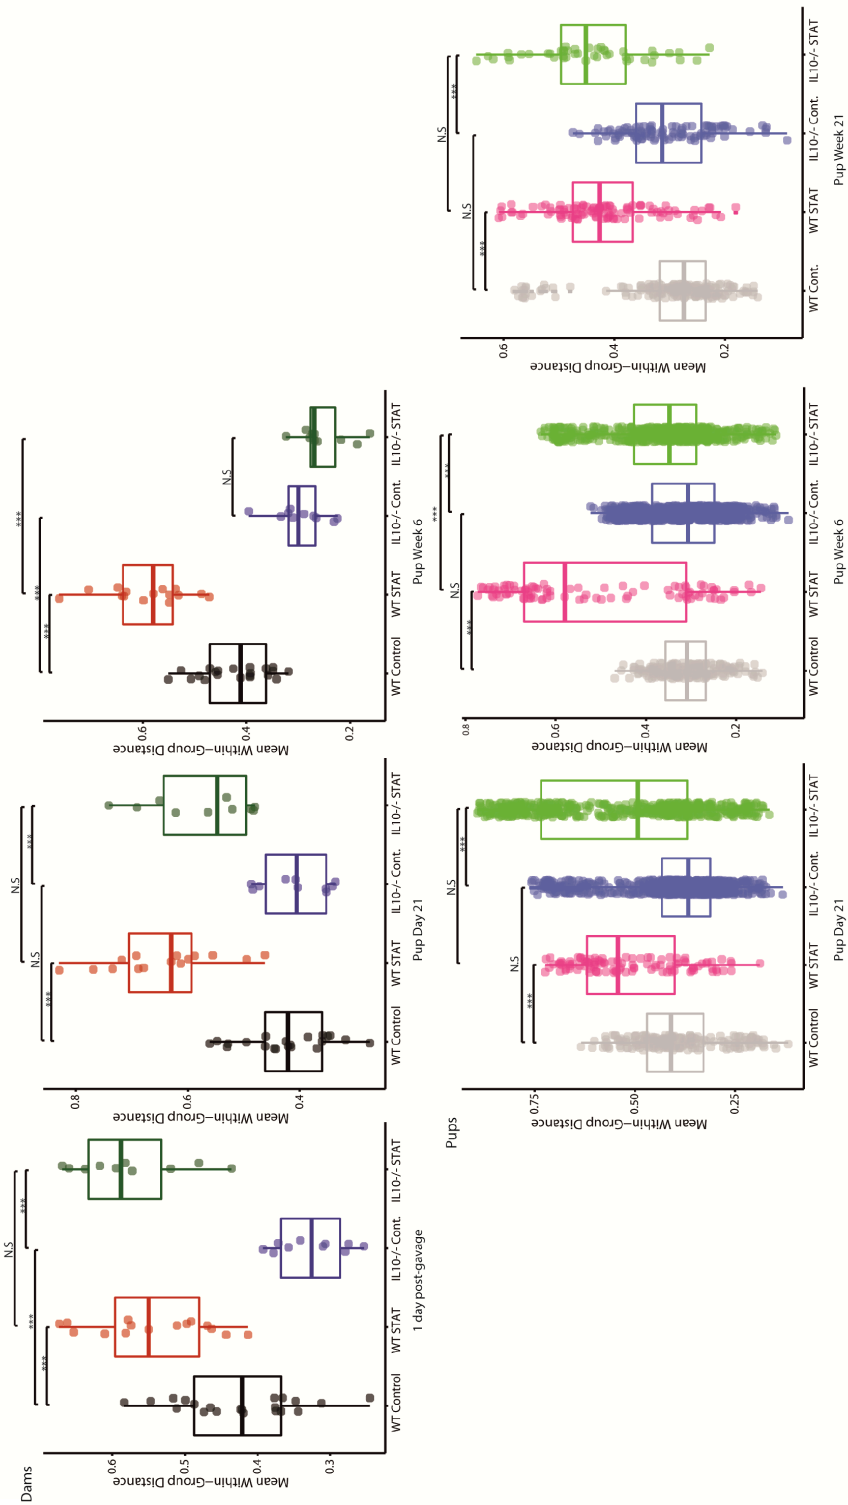 Dams
N.S
***
***
***
Mean Within-Group Distance
0.6
0.5
0.4
0.3
WT Control
WT STAT
IL10-/- Cont.
IL10-/- STAT
1 day post-gavage
N.S
***
N.S
***
Mean Within-Group Distance
0.8
0.6
0.4
WT Control
WT STAT
IL10-/- Cont.
IL10-/- STAT
Pup Day 21
***
***
***
N.S
Mean Within-Group Distance
0.6
0.4
0.2
WT Control
WT STAT
IL10-/- Cont.
IL10-/- STAT
Pup Week 6
Pups
N.S
***
N.S
***
Mean Within-Group Distance
0.75
0.50
0.25
WT Control
WT STAT
IL10-/- Cont.
IL10-/- STAT
Pup Day 21
***
***
N.S
***
Mean Within-Group Distance
0.8
0.6
0.4
0.2
WT Control
WT STAT
IL10-/- Cont.
IL10-/- STAT
Pup Week 6
N.S
***
N.S
***
Mean Within-Group Distance
0.6
0.4
0.2
WT Cont.
WT STAT
IL10-/- Cont.
IL10-/- STAT
Pup Week 21